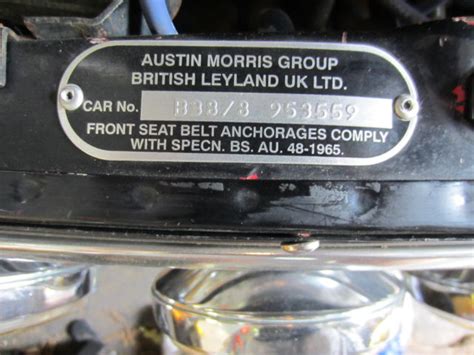 AUSTIN MORRIS GROUP
BRITISH LEYLAND UK LTD.
CAR No. B38/8 953559
FRONT SEAT BELT ANCHORAGES COMPLY
WITH SPECN. BS. AU. 48-1965.